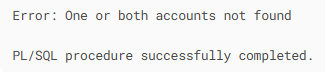 Error: One or both accounts not found
PL/SQL procedure successfully completed.